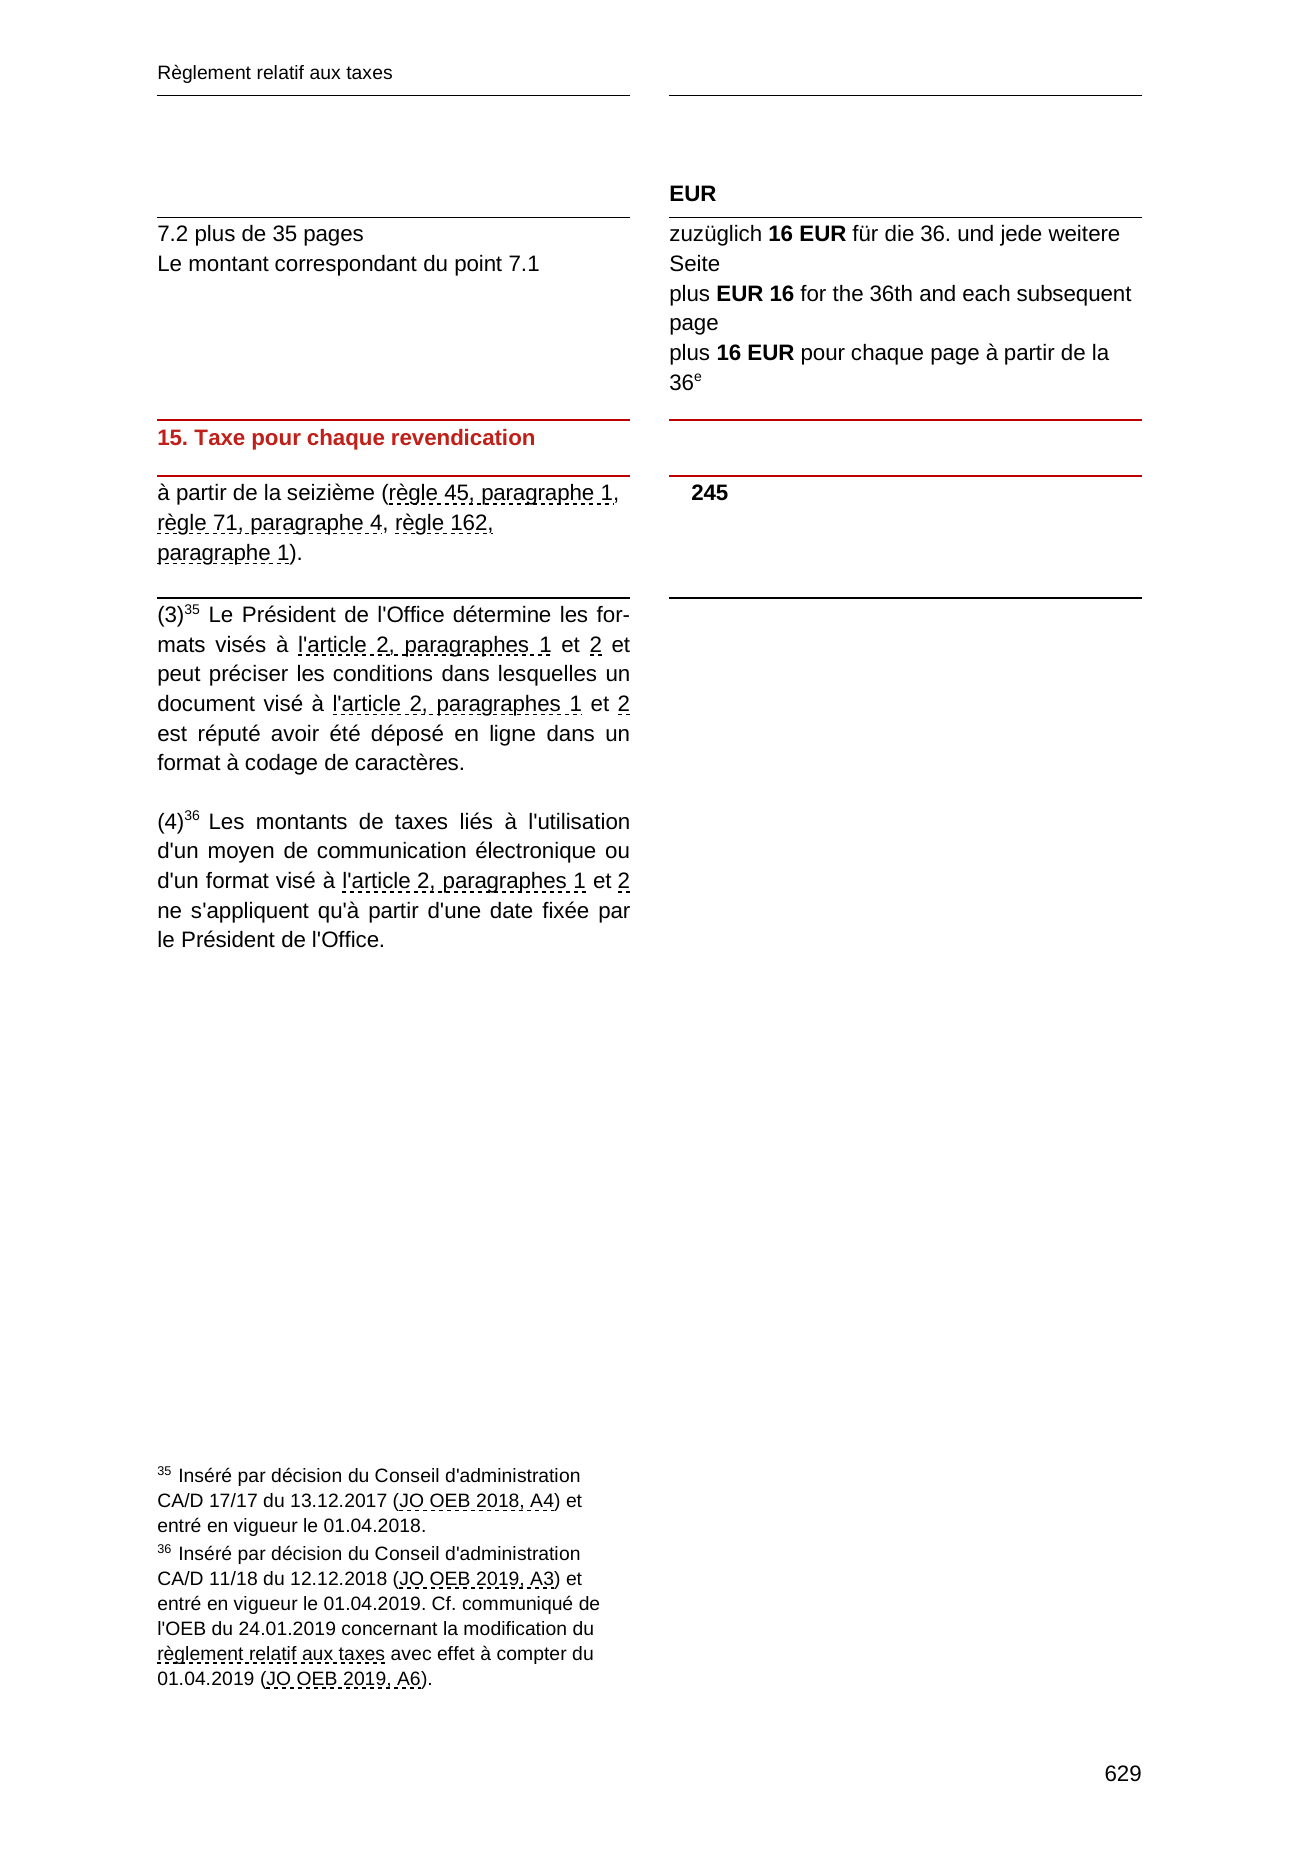 Règlement relatif aux taxes
EUR
7.2 plus de 35 pages
Le montant correspondant du point 7.1
zuzüglich 16 EUR für die 36. und jede weitere
Seite
plus EUR 16 for the 36th and each subsequent
page
plus 16 EUR pour chaque page à partir de la
36e
15. Taxe pour chaque revendication
à partir de la seizième (règle 45, paragraphe 1,
règle 71, paragraphe 4, règle 162,
paragraphe 1).
245
(3)35 Le Président de l'Office détermine les for-
mats visés à l'article 2, paragraphes 1 et 2 et
peut préciser les conditions dans lesquelles un
document visé à l'article 2, paragraphes 1 et 2
est réputé avoir été déposé en ligne dans un
format à codage de caractères.
(4)36 Les montants de taxes liés à l'utilisation
d'un moyen de communication électronique ou
d'un format visé à l'article 2, paragraphes 1 et 2
ne s'appliquent qu'à partir d'une date fixée par
le Président de l'Office.
35 Inséré par décision du Conseil d'administration
CA/D 17/17 du 13.12.2017 (JO OEB 2018, A4) et
entré en vigueur le 01.04.2018.
36 Inséré par décision du Conseil d'administration
CA/D 11/18 du 12.12.2018 (JO OEB 2019, A3) et
entré en vigueur le 01.04.2019. Cf. communiqué de
l'OEB du 24.01.2019 concernant la modification du
règlement relatif aux taxes avec effet à compter du
01.04.2019 (JO OEB 2019, A6).
629